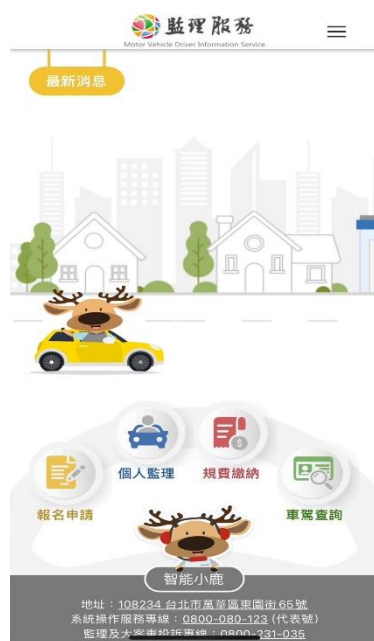 監理服務
Motor Vehicle Driver Information Service
最新消息
個人監理
規費繳納
報名申請
車駕查詢
智能小鹿
地址：108234 台北市萬華區東園街65號
系統操作服務專線：0800-080-123 (代表號)
監理及大客車投訴專線：0800-231-035